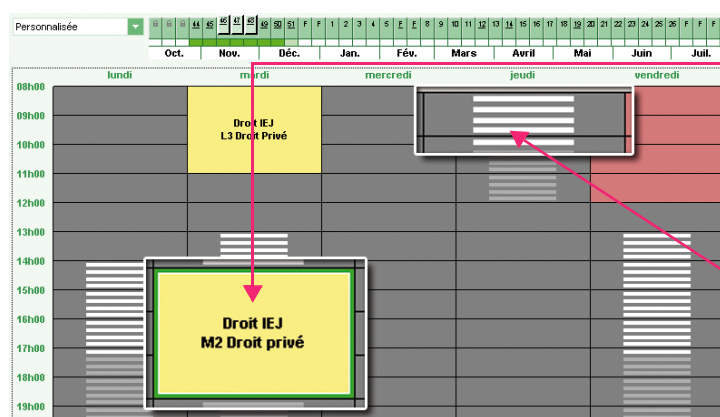 Personnalisée
44 45 46 47 48 49 50 51 F F 1 2 3 4 5 F F 8 9 10 11 12 13 14 15 16 17 18 19 20 21 22 23 24 25 26 F F F
Oct. Nov. Déc. Jan. Fév. Mars Avril Mai Juin Juil.
lundi mardi mercredi jeudi vendredi
08h00
09h00
Droit IEJ
L3 Droit Privé
10h00
11h00
12h00
13h00
14h00
15h00
16h00
Droit IEJ
M2 Droit privé
17h00
18h00
19h00